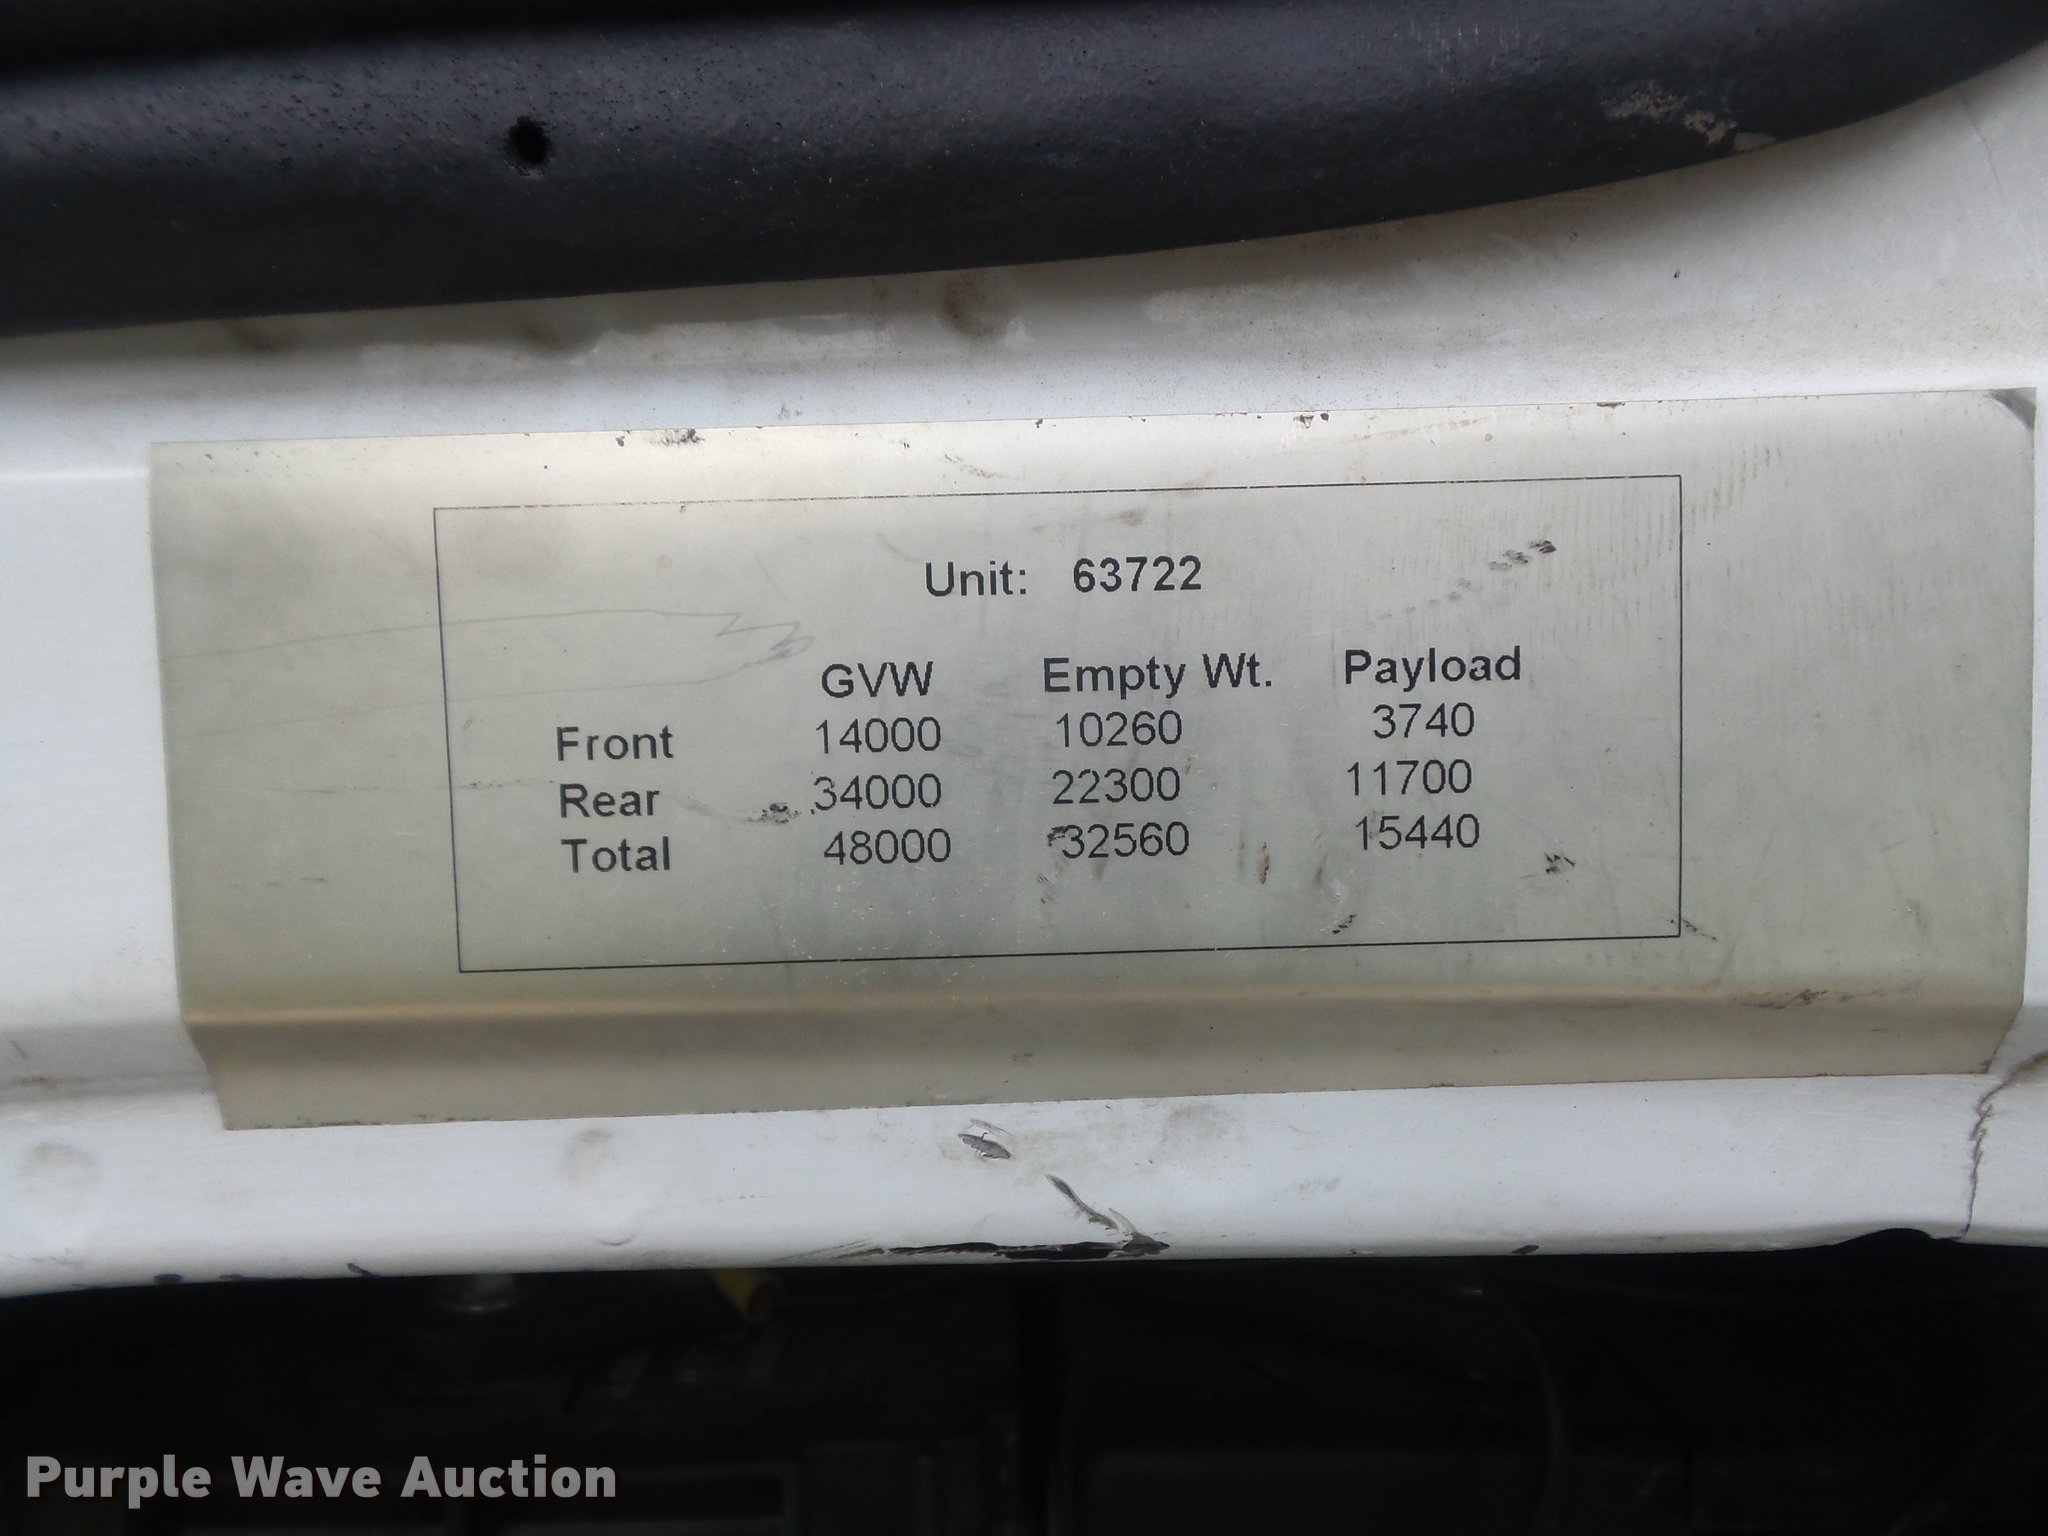 Unit: 63722
GVW Empty Wt. Payload
Front 14000 10260 3740
Rear 34000 22300 11700
Total 48000 32560 15440
Purple Wave Auction